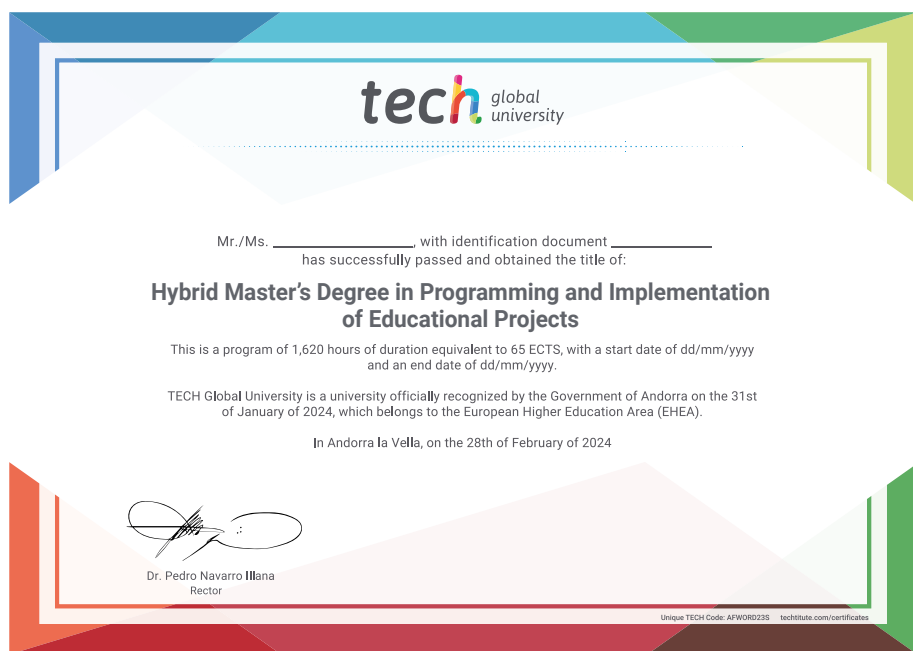 tech global
university
Mr./Ms. ____________, with identification document ____________
has successfully passed and obtained the title of:
Hybrid Master's Degree in Programming and Implementation
of Educational Projects
This is a program of 1,620 hours of duration equivalent to 65 ECTS, with a start date of dd/mm/yyyy
and an end date of dd/mm/yyyy.
TECH Global University is a university officially recognized by the Government of Andorra on the 31st
of January of 2024, which belongs to the European Higher Education Area (EHEA).
In Andorra la Vella, on the 28th of February of 2024
Dr. Pedro Navarro Illana
Rector
Unique TECH Code: AFWORD23S techtitute.com/certificates